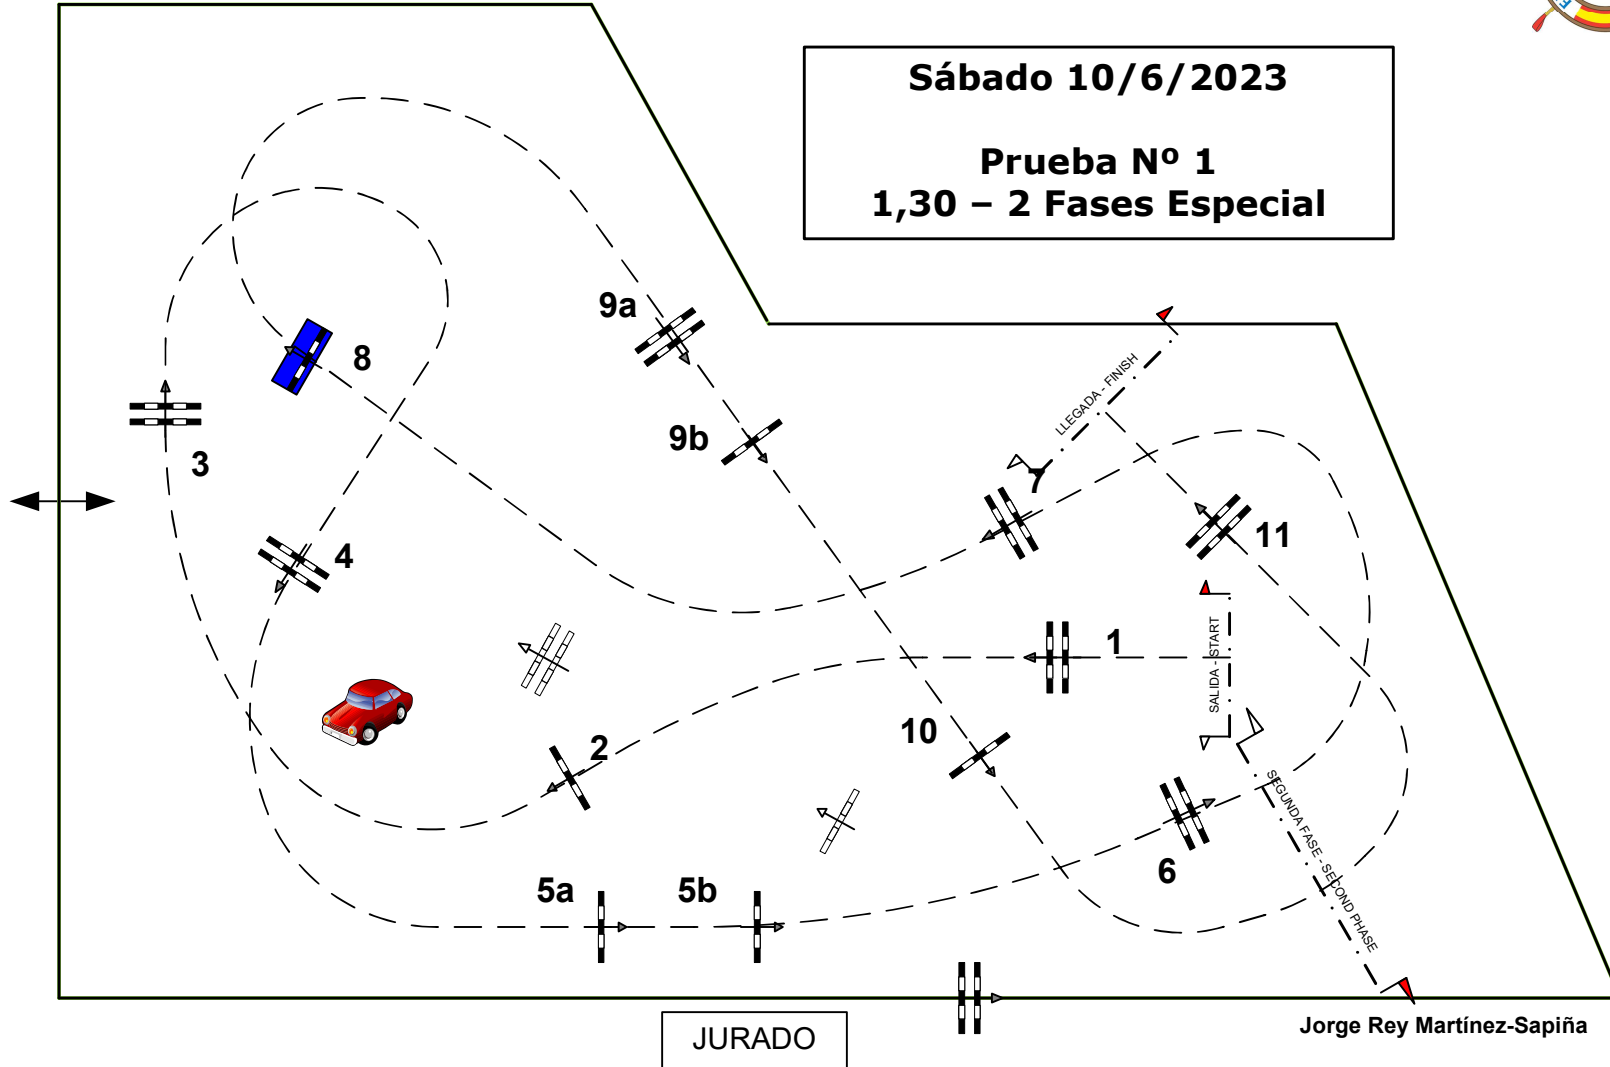 Sábado 10/6/2023
Prueba Nº 1
1,30 – 2 Fases Especial
9a
8
9b
LLEGADA - FINISH
3
7
11
4
1
SALIDA - START
2
10
SEGUNDA FASE - SECOND PHASE
6
5a
5b
Jorge Rey Martínez-Sapiña
JURADO